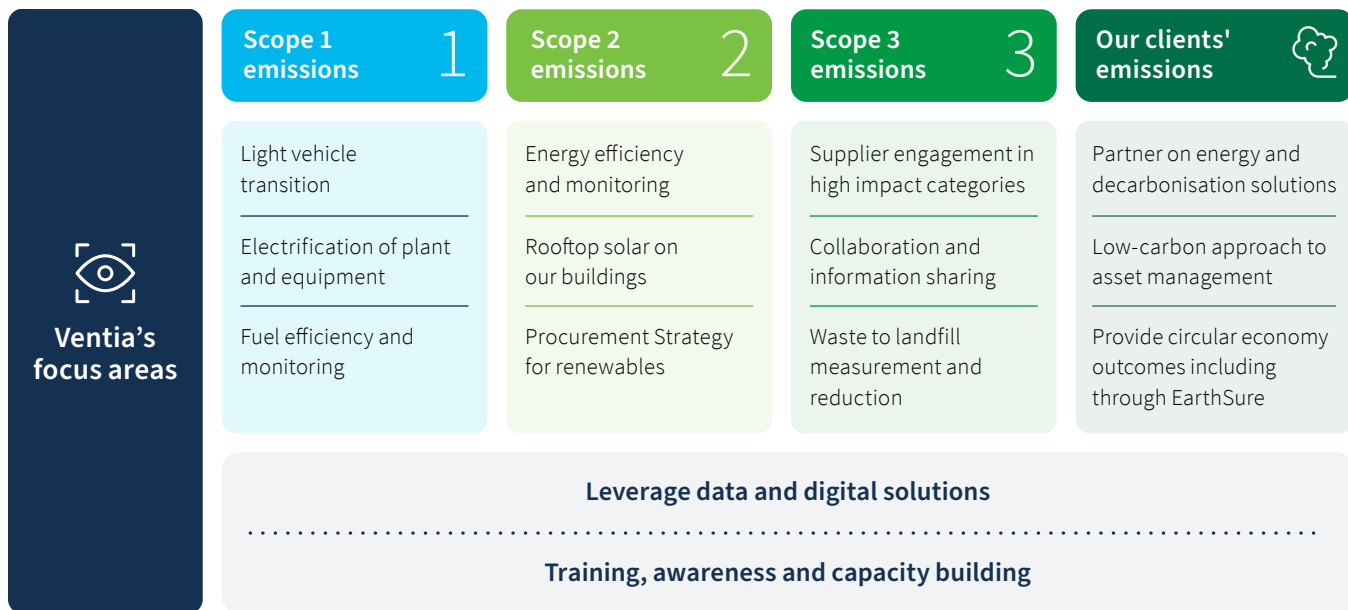 Ventia's
focus areas
Scope 1
emissions
1
Light vehicle
transition
Electrification of plant
and equipment
Fuel efficiency and
monitoring
Scope 2
emissions
2
Energy efficiency
and monitoring
Rooftop solar on
our buildings
Procurement Strategy
for renewables
Scope 3
emissions
3
Supplier engagement in
high impact categories
Collaboration and
information sharing
Waste to landfill
measurement and
reduction
Our clients'
emissions
Partner on energy and
decarbonisation solutions
Low-carbon approach to
asset management
Provide circular economy
outcomes including
through EarthSure
Leverage data and digital solutions
Training, awareness and capacity building